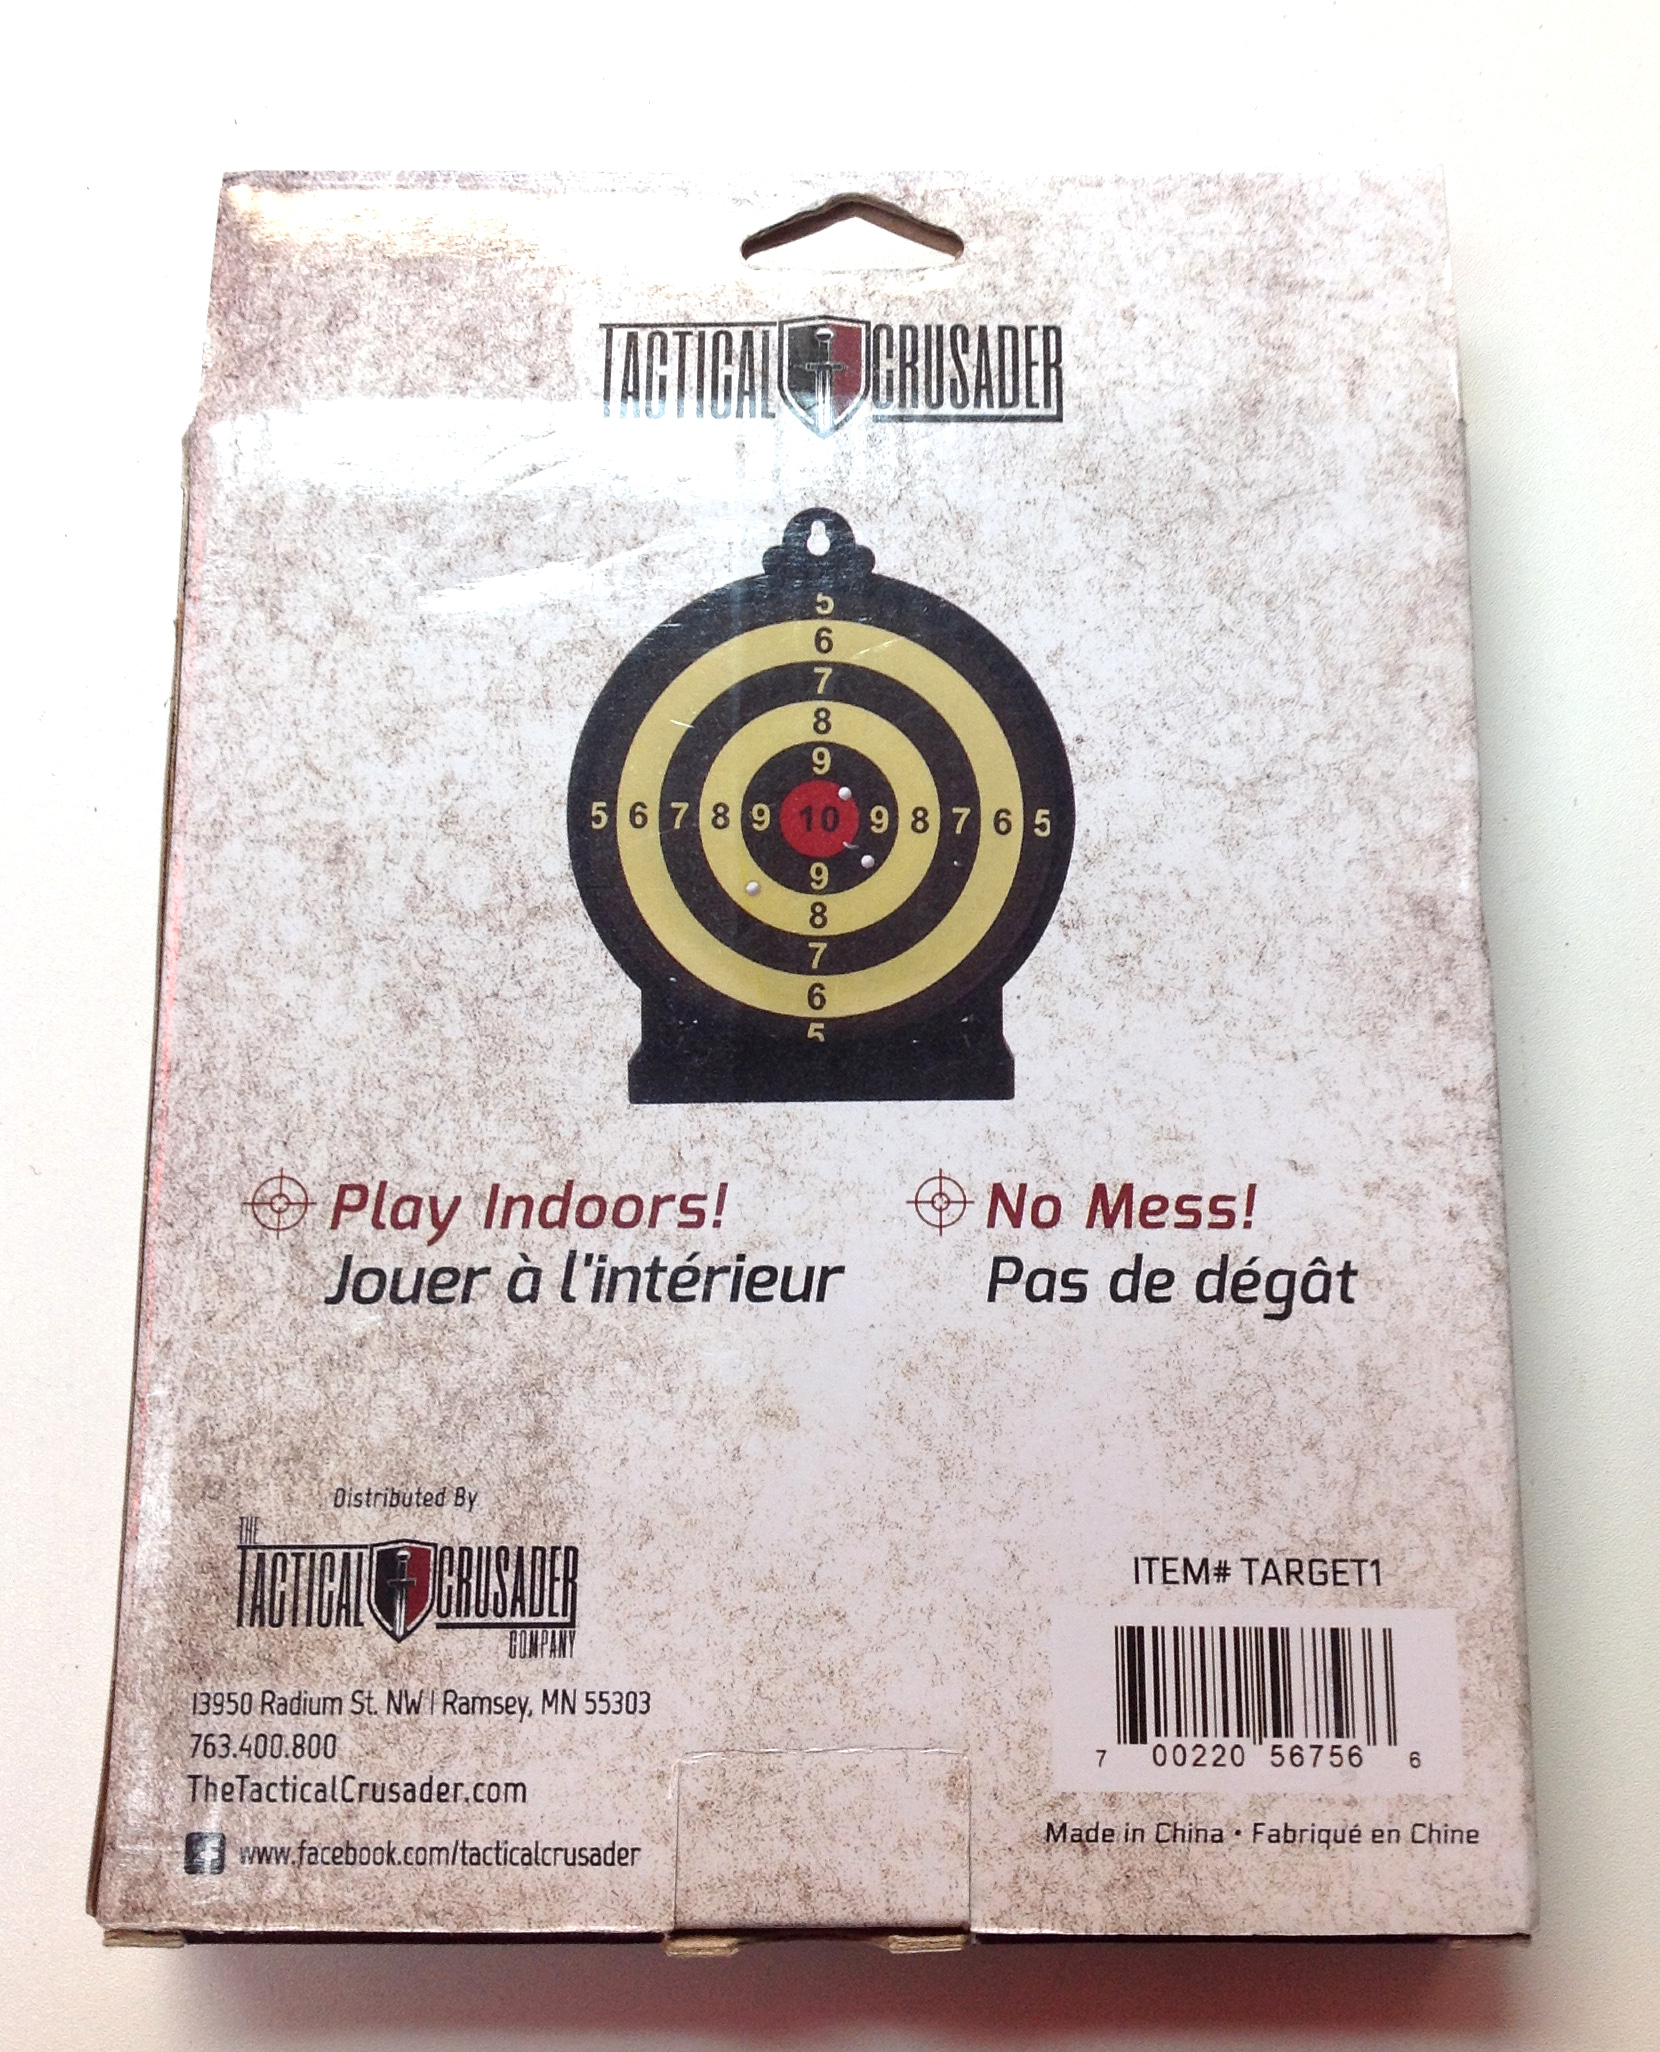 TACTICAL CRUSADER
5
6
7
8
9
5 6 7 8 9 10 9 8 7 6 5
9
8
7
6
5
Play Indoors!
Jouer à l'intérieur
No Mess!
Pas de dégât
Distributed By
THE
TACTICAL CRUSADER
COMPANY
13950 Radium St. NW | Ramsey, MN 55303
763.400.800
TheTacticalCrusader.com
f www.facebook.com/tacticalcrusader
ITEM# TARGET1
7 00220 56756 6
Made in China • Fabriqué en Chine